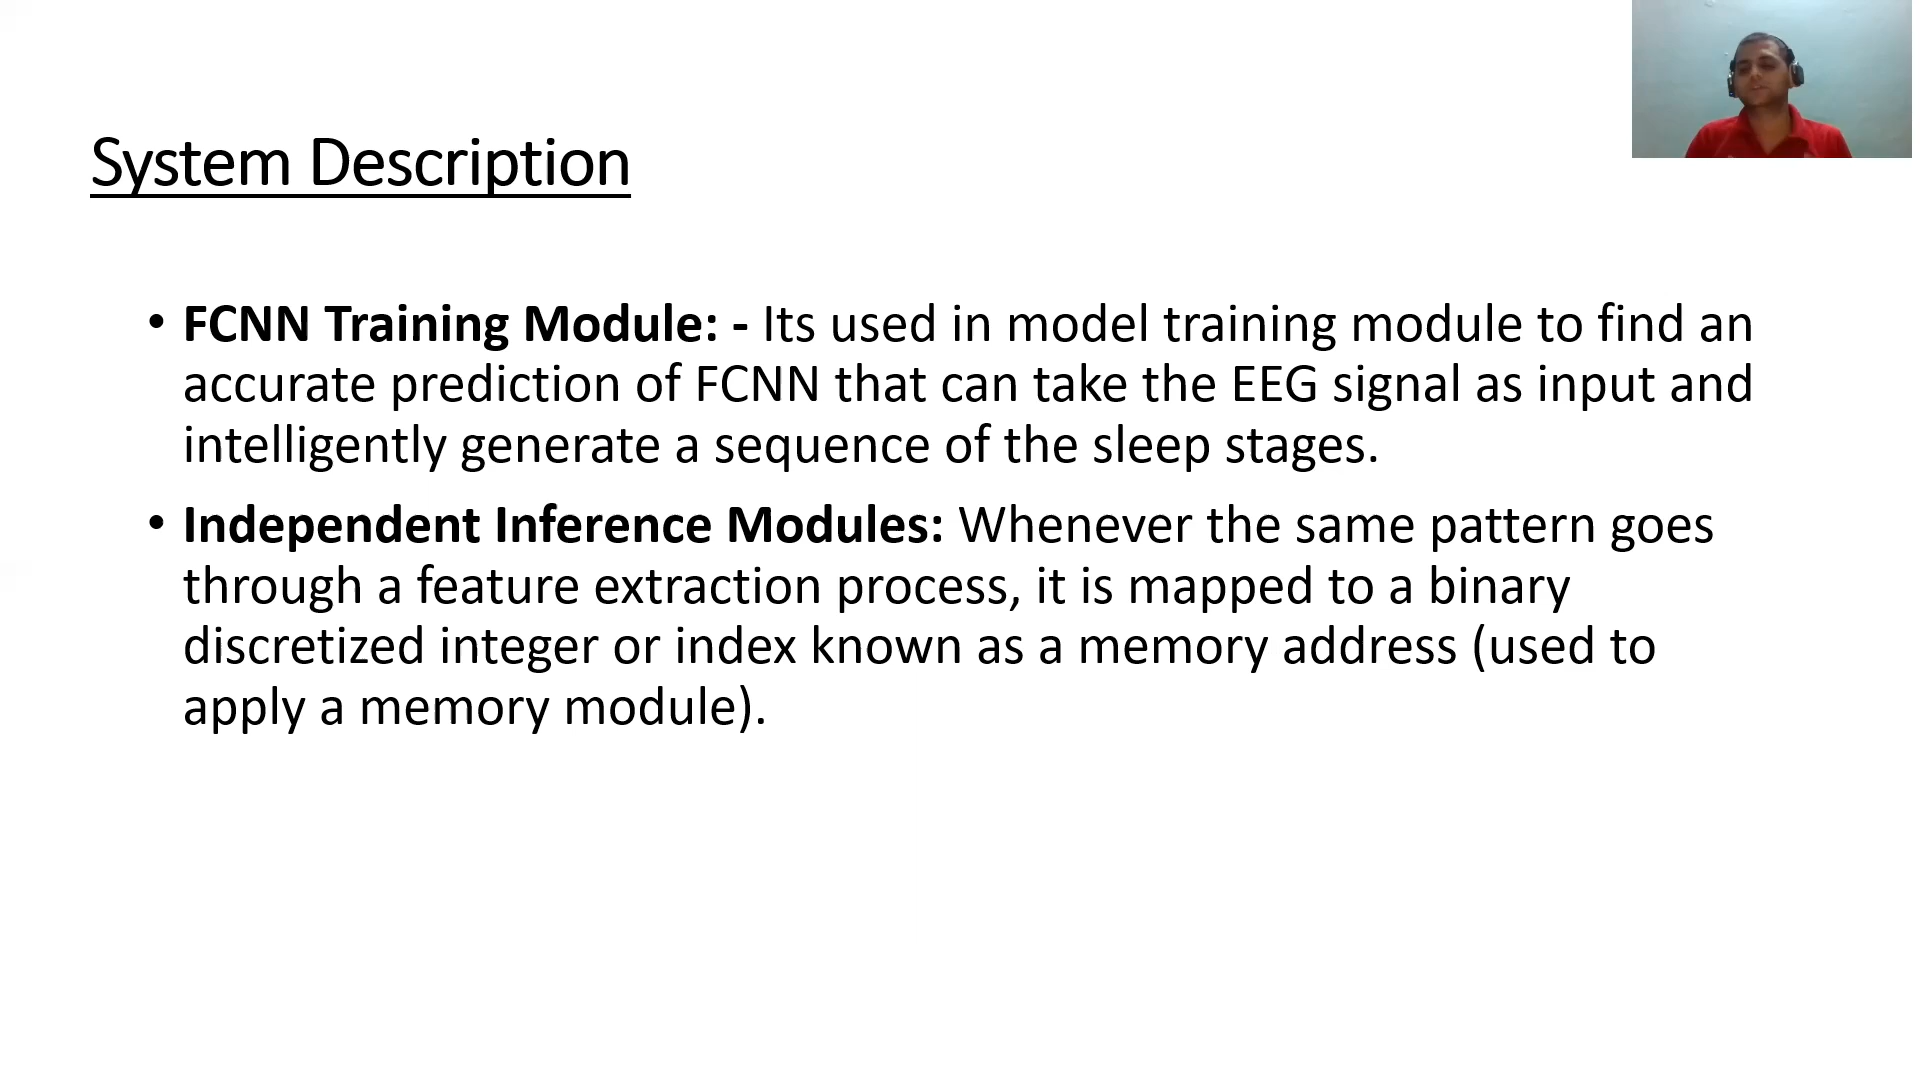 System Description
• FCNN Training Module: - Its used in model training module to find an
accurate prediction of FCNN that can take the EEG signal as input and
intelligently generate a sequence of the sleep stages.
• Independent Inference Modules: Whenever the same pattern goes
through a feature extraction process, it is mapped to a binary
discretized integer or index known as a memory address (used to
apply a memory module).